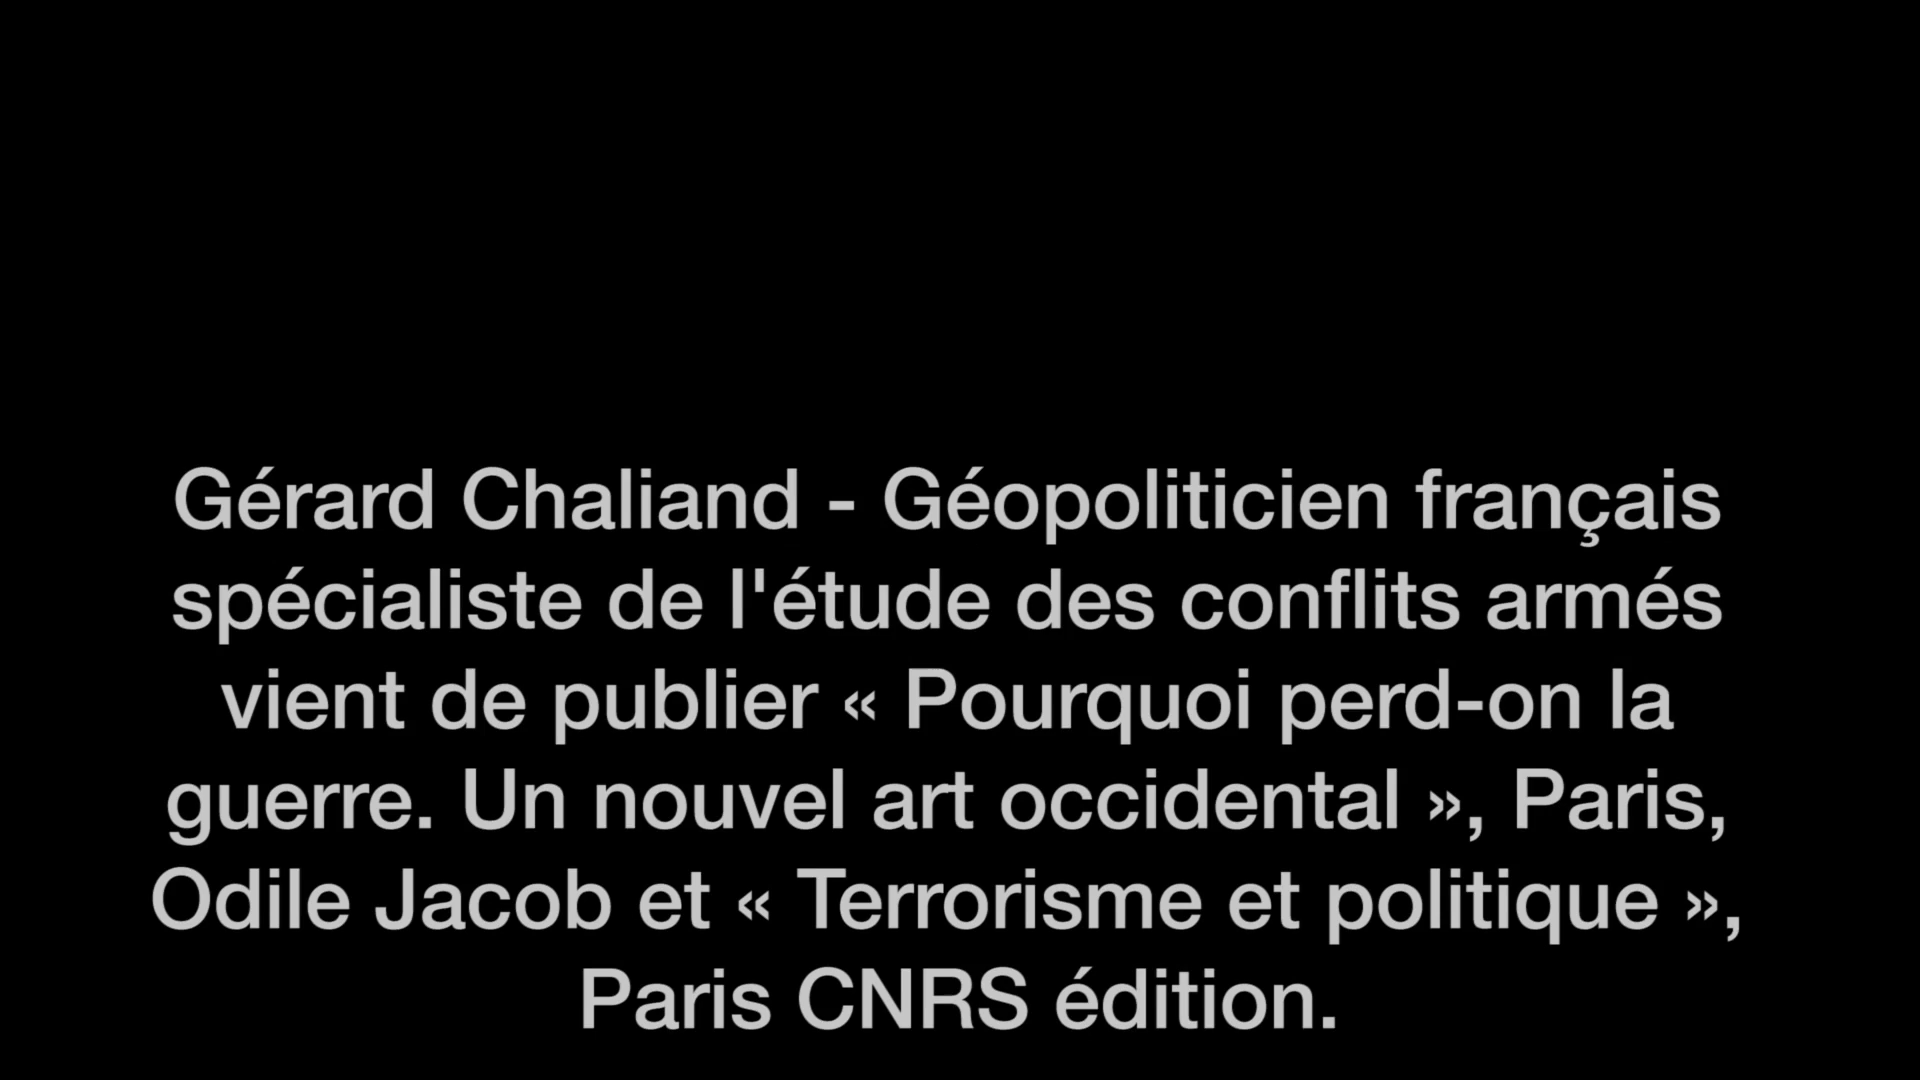 Gérard Chaliand - Géopoliticien français
spécialiste de l'étude des conflits armés
vient de publier « Pourquoi perd-on la
guerre. Un nouvel art occidental », Paris,
Odile Jacob et « Terrorisme et politique »,
Paris CNRS édition.